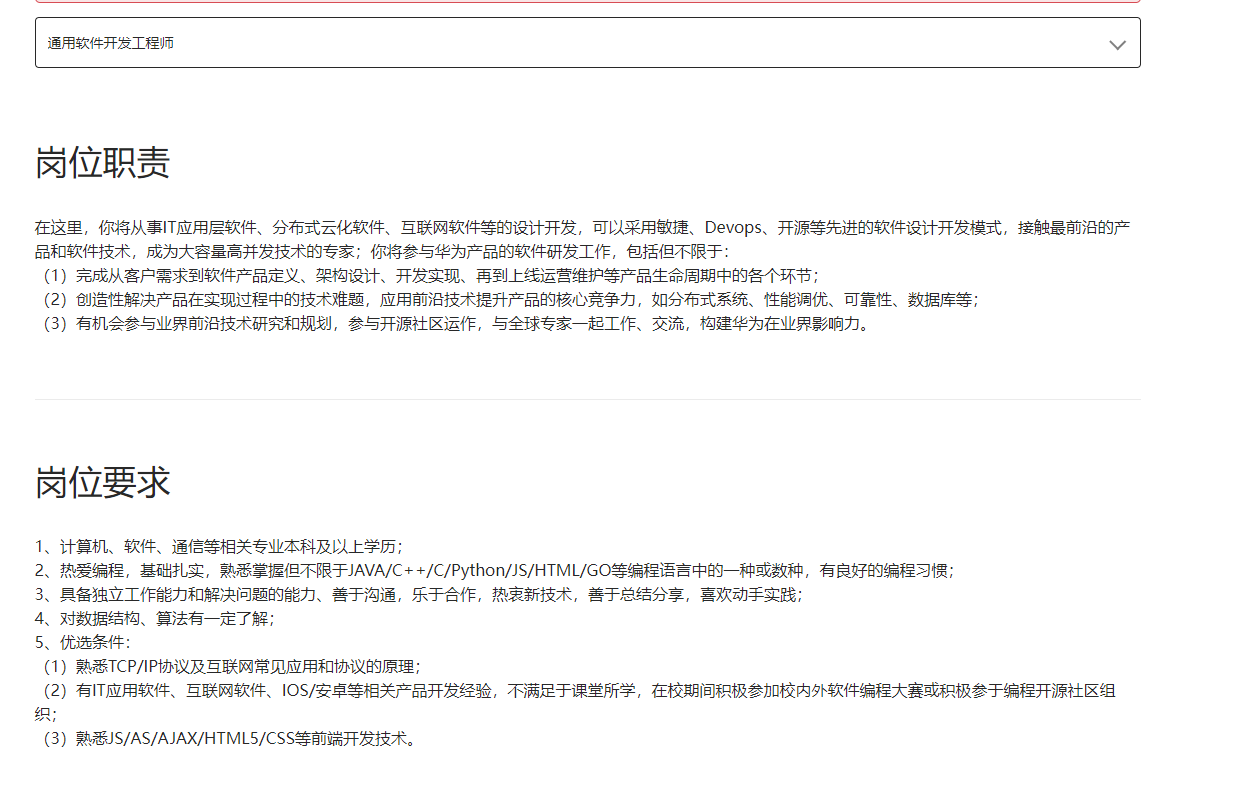 通用软件开发工程师
岗位职责
在这里，你将从事IT应用层软件、分布式云化软件、互联网软件等的设计开发，可以采用敏捷、Devops、开源等先进的软件设计开发模式，接触最前沿的产
品和软件技术，成为大容量高并发技术的专家；你将参与华为产品的软件研发工作，包括但不限于：
（1）完成从客户需求到软件产品定义、架构设计、开发实现、再到上线运营维护等产品生命周期中的各个环节；
（2）创造性解决产品在实现过程中的技术难题，应用前沿技术提升产品的核心竞争力，如分布式系统、性能调优、可靠性、数据库等；
（3）有机会参与业界前沿技术研究和规划，参与开源社区运作，与全球专家一起工作、交流，构建华为在业界影响力。
岗位要求
1、计算机、软件、通信等相关专业本科及以上学历；
2、热爱编程，基础扎实，熟悉掌握但不限于JAVA/C++/C/Python/JS/HTML/GO等编程语言中的一种或数种，有良好的编程习惯；
3、具备独立工作能力和解决问题的能力、善于沟通，乐于合作，热衷新技术，善于总结分享，喜欢动手实践；
4、对数据结构、算法有一定了解；
5、优选条件：
（1）熟悉TCP/IP协议及互联网常见应用和协议的原理；
（2）有IT应用软件、互联网软件、IOS/安卓等相关产品开发经验，不满足于课堂所学，在校期间积极参加校内外软件编程大赛或积极参于编程开源社区组
织；
（3）熟悉JS/AS/AJAX/HTML5/CSS等前端开发技术。